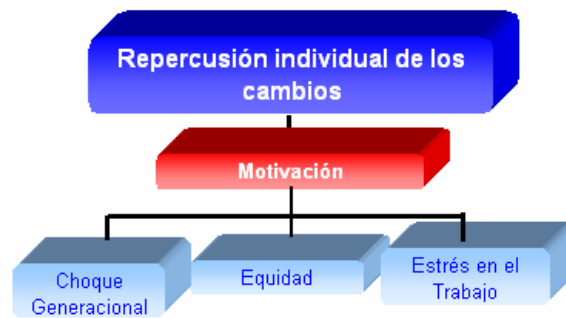 Repercusión individual de los
cambios
Motivación
Choque
Generacional
Equidad
Estrés en el
Trabajo